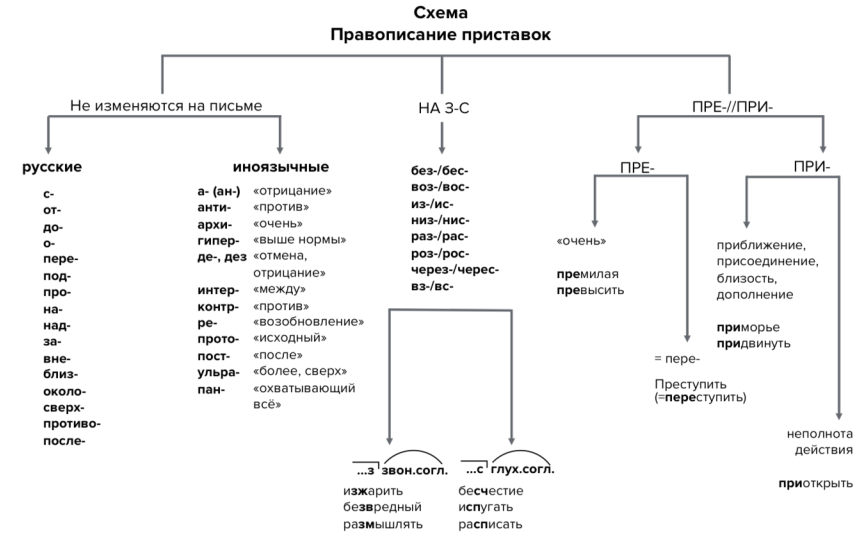 Схема
Правописание приставок
Не изменяются на письме
НА З-С
ПРЕ-//ПРИ-
русские
с-
от-
до-
о-
пере-
под-
про-
на-
над-
за-
вне-
близ-
около-
сверх-
противо-
после-
иноязычные
а- (ан-) «отрицание»
анти- «против»
архи- «очень»
гипер- «выше нормы»
де-, дез «отмена,
отрицание»
интер- «между»
контр- «против»
ре- «возобновление»
прото- «исходный»
пост- «после»
ульра- «более, сверх»
пан- «охватывающий
всё»
без-/бес-
воз-/вос-
из-/ис-
низ-/нис-
раз-/рас-
роз-/рос-
через-/черес-
вз-/вс-
...з звон.согл.
изжарить
безвредный
размышлять
...с глух.согл.
бесчестие
испугать
расписать
ПРЕ-
«очень»
премилая
превысить
= пере-
Преступить
(=переступить)
ПРИ-
приближение,
присоединение,
близость,
дополнение
приморье
придвинуть
неполнота
действия
приоткрыть